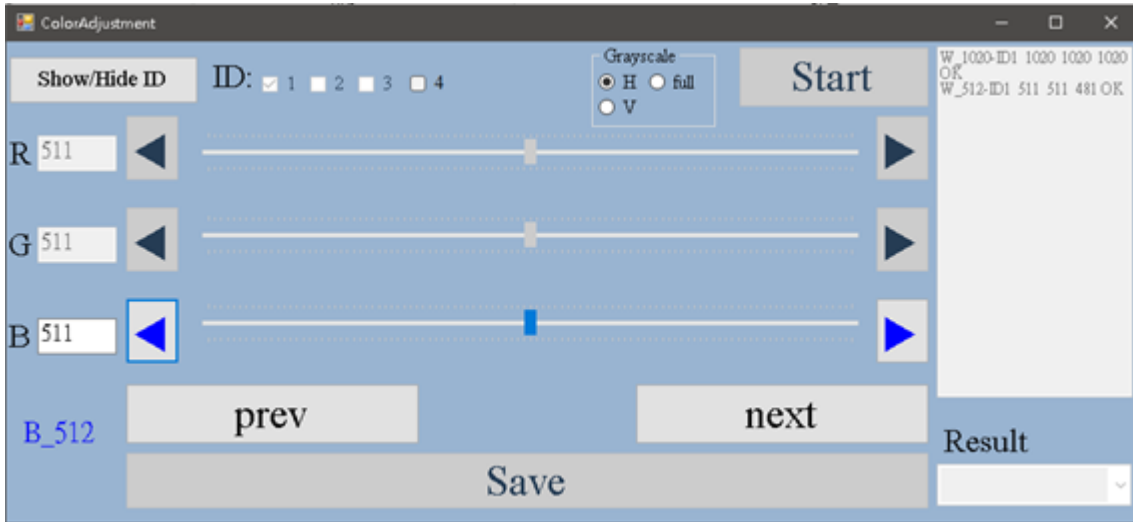 ColorAdjustment
Show/Hide ID
ID: 1 2 3 4
Grayscale
H full
V
Start
R 511
G 511
B 511
B_512
prev
next
Save
W_1020-ID1 1020 1020 1020
OK
W_512-ID1 511 511 481 OK
Result